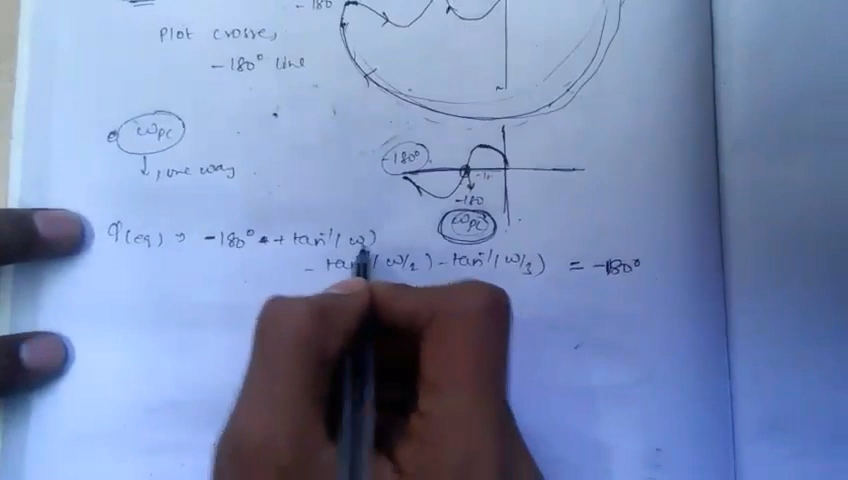 -180
Plot crosses
-180° line
ωpc
-180°
one way
-180
ωpc
φ(eq) → -180° + tan⁻¹(ω)
- tan⁻¹(ω/2) - tan⁻¹(ω/3) = -180°